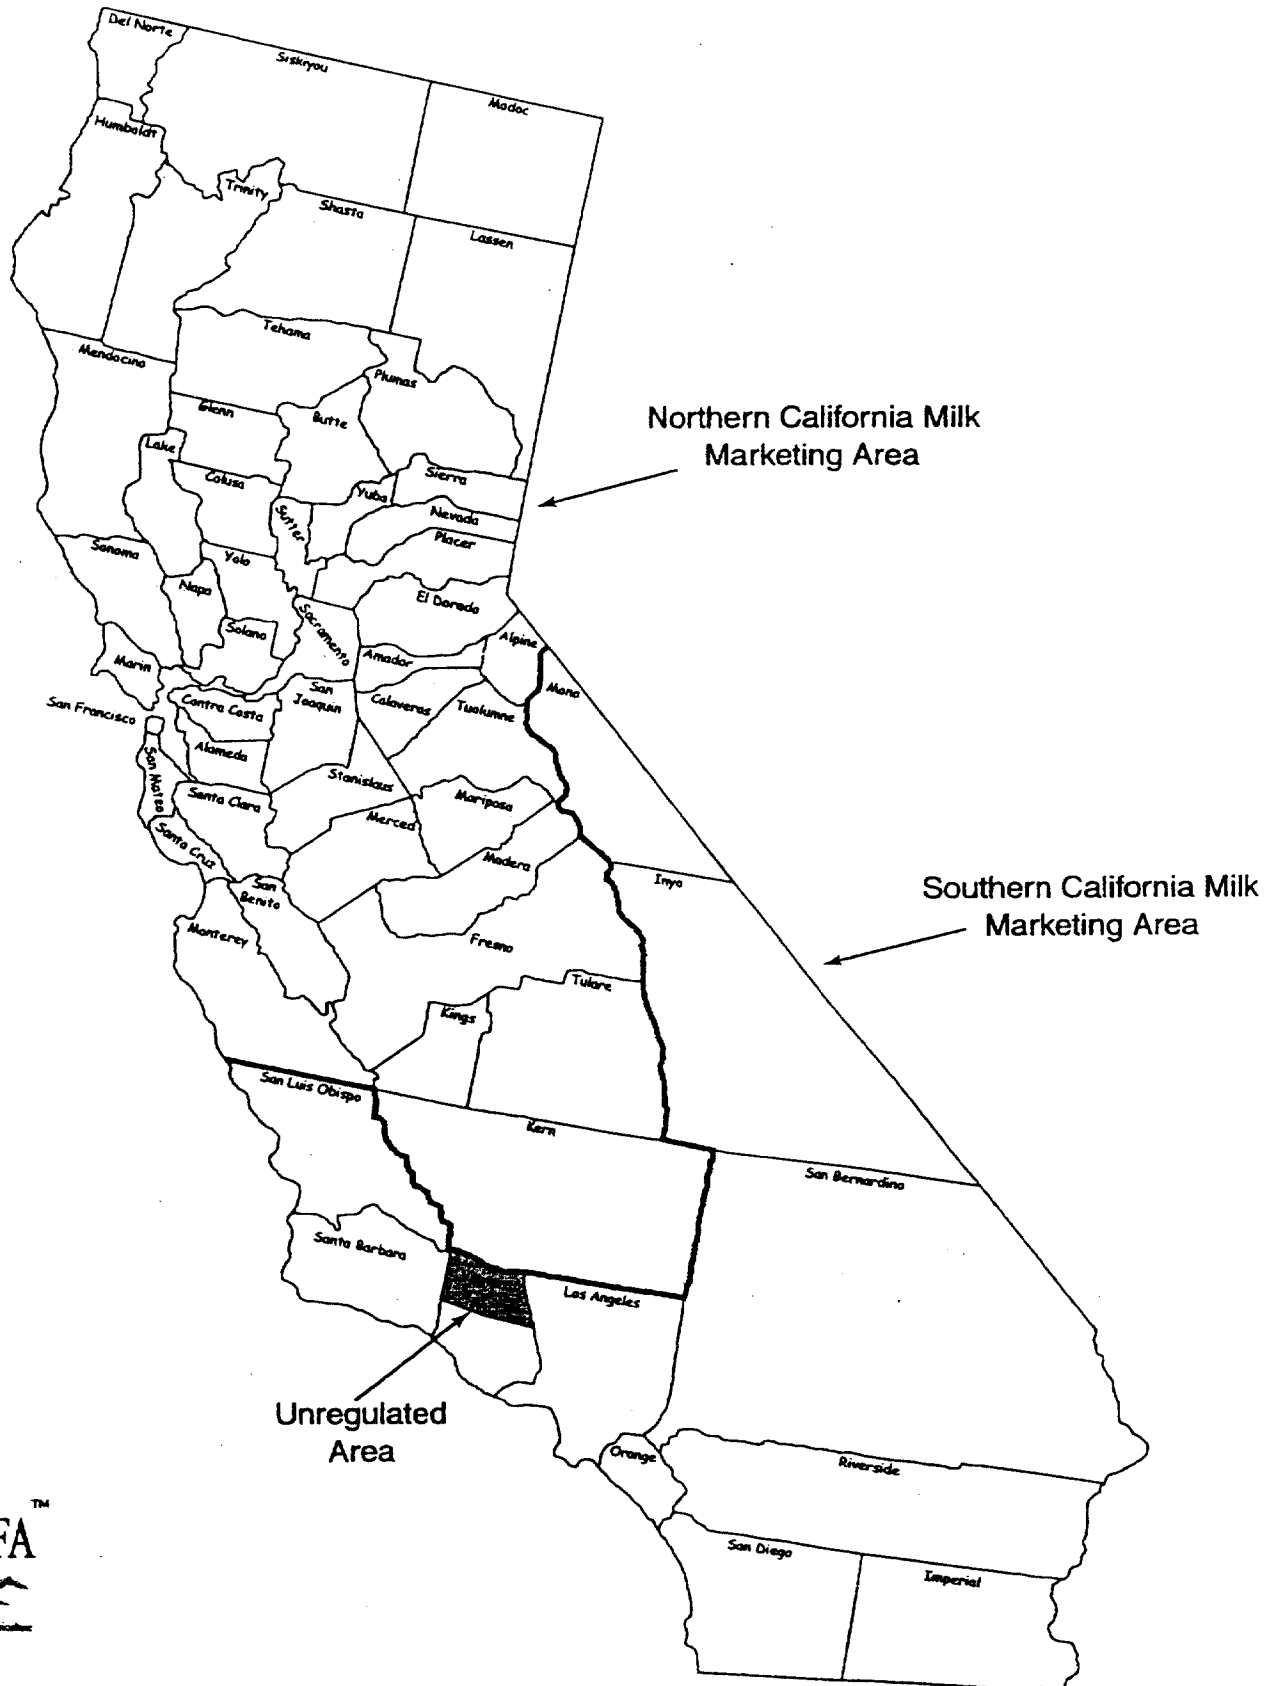 Del Norte
Siskiyou
Modoc
Humboldt
Trinity
Shasta
Lassen
Tehama
Mendocino
Plumas
Glenn
Butte
Northern California Milk
Marketing Area
Lake
Colusa
Sierra
Yuba
Sutter
Nevada
Placer
Sonoma
Yolo
Napa
El Dorado
Sacramento
Solano
Alpine
Marin
Amador
Mono
San
Joaquin
Contra Costa
Calaveras
Tuolumne
San Francisco
Alameda
San Mateo
Stanislaus
Santa Clara
Mariposa
Merced
Santa Cruz
Madera
Inyo
San
Benito
Southern California Milk
Marketing Area
Monterey
Fresno
Tulare
Kings
San Luis Obispo
Kern
San Bernardino
Santa Barbara
Los Angeles
Unregulated
Area
Orange
Riverside
TM
FA
San Diego
Imperial